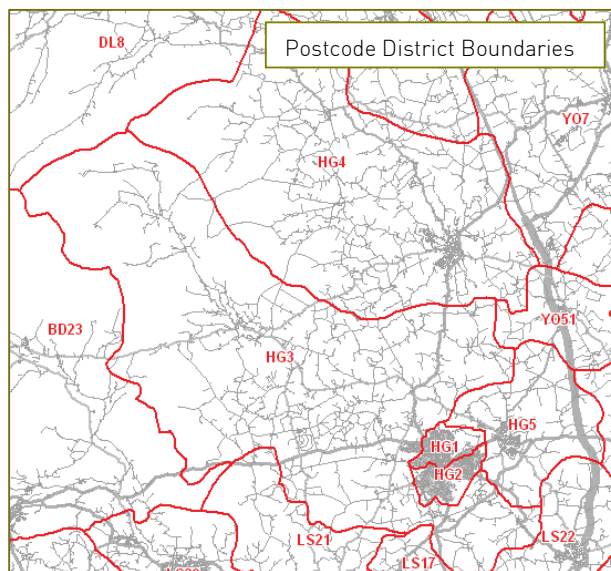 DL8
Postcode District Boundaries
YO7
HG4
BD23
YO51
HG3
HG5
HG1
HG2
LS21
LS17
LS22